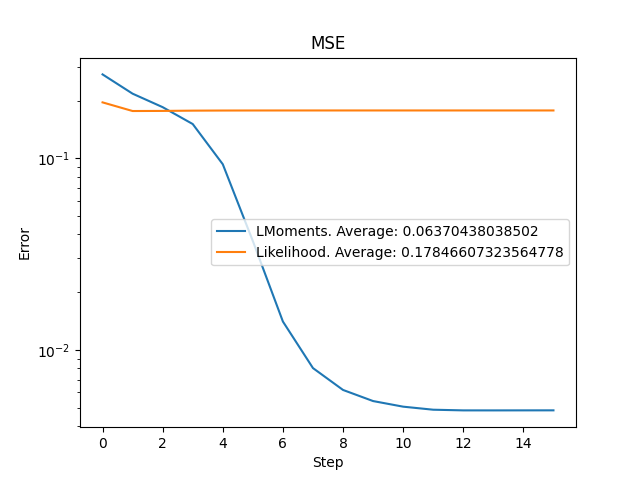 MSE
Error
10⁻¹
10⁻²
LMoments. Average: 0.06370438038502
Likelihood. Average: 0.17846607323564778
0 2 4 6 8 10 12 14
Step